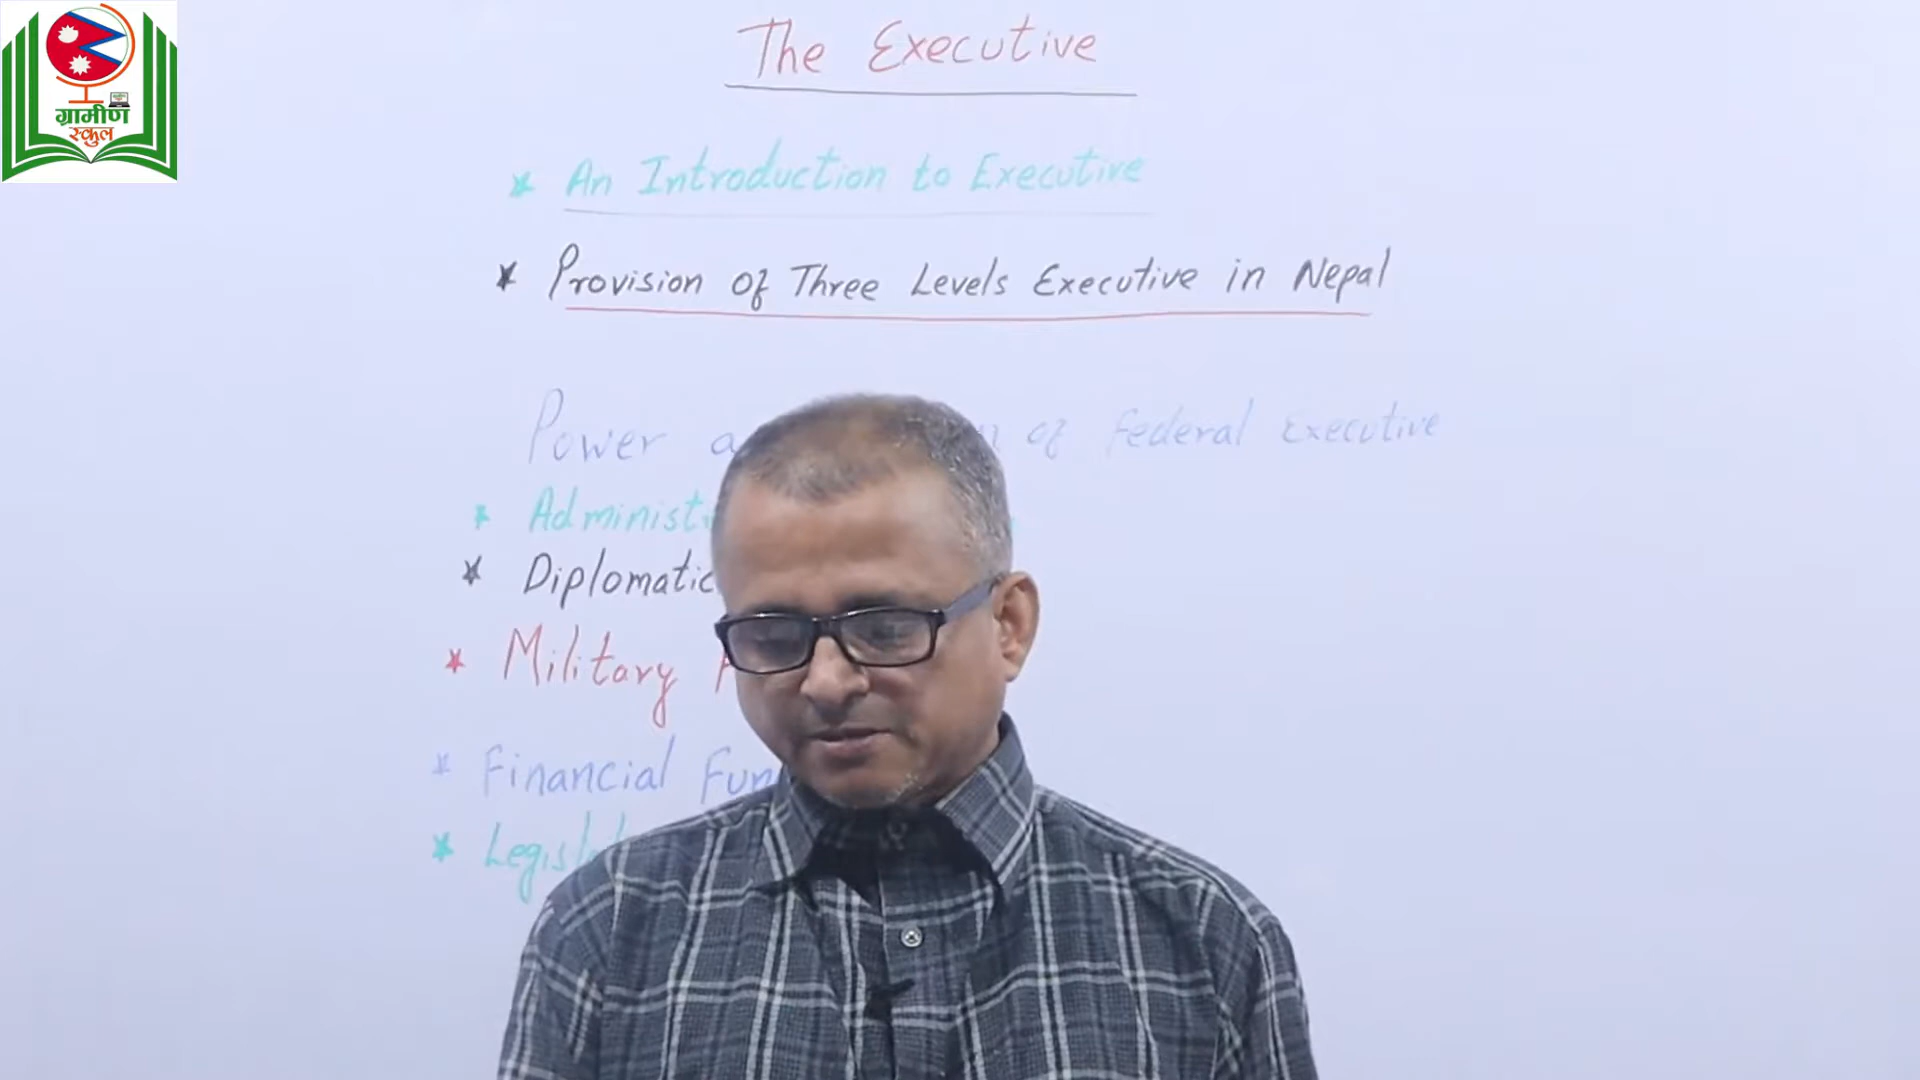 ग्रामीण
स्कुल
The Executive
* An Introduction to Executive
* Provision of Three Levels Executive in Nepal
Power of Federal Executive
*
* Diplomatic
* Military
* Financial
*